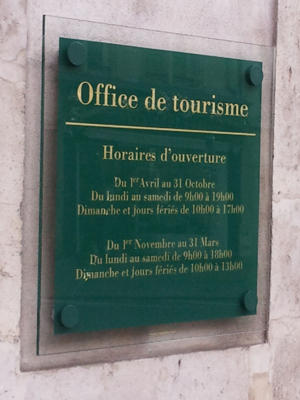 Office de tourisme
Horaires d'ouverture
Du 1er Avril au 31 Octobre
Du lundi au samedi de 9h00 à 19h00
Dimanche et jours fériés de 10h00 à 17h00
Du 1er Novembre au 31 Mars
Du lundi au samedi de 9h00 à 18h00
Dimanche et jours fériés de 10h00 à 13h00